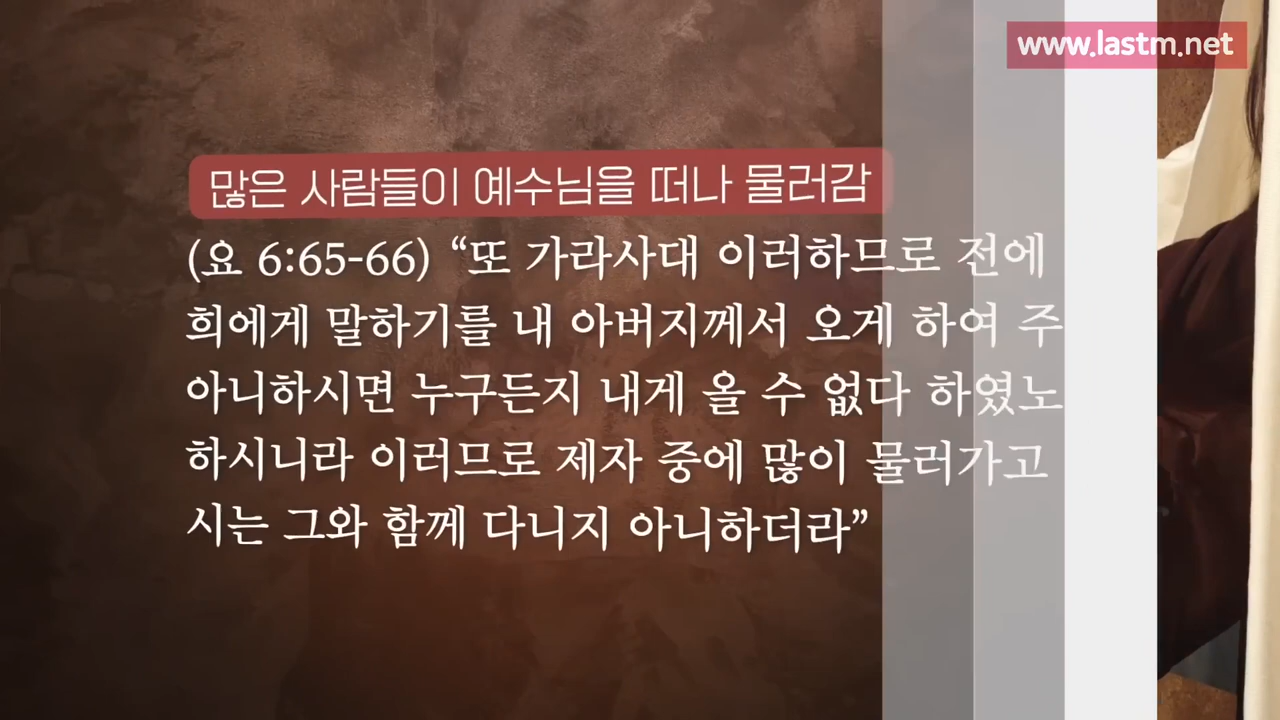 www.lastm.net
많은 사람들이 예수님을 떠나 물러감
(요 6:65-66) “또 가라사대 이러하므로 전에
희에게 말하기를 내 아버지께서 오게 하여 주
아니하시면 누구든지 내게 올 수 없다 하였노
하시니라 이러므로 제자 중에 많이 물러가고
시는 그와 함께 다니지 아니하더라”